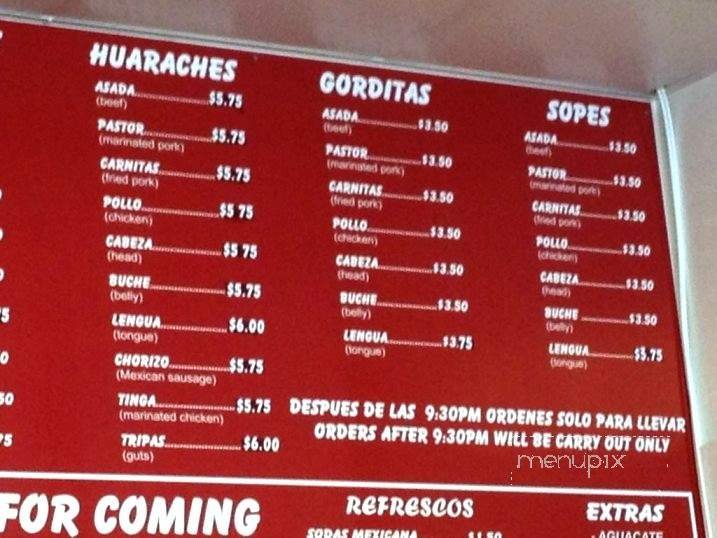 HUARACHES
ASADA..................$5.75
(beef)
PASTOR................$5.75
(marinated pork)
CARNITAS..............$5.75
(fried pork)
POLLO..................$5 75
(chicken)
CABEZA................$5 75
(head)
BUCHE..................$5.75
(belly)
LENGUA................$6.00
(tongue)
CHORIZO..............$5.75
(Mexican sausage)
TINGA..................$5.75
(marinated chicken)
TRIPAS................$6.00
(guts)
GORDITAS
ASADA..................$3.50
(beef)
PASTOR................$3.50
(marinated pork)
CARNITAS..............$3.50
(fried pork)
POLLO..................$3.50
(chicken)
CABEZA................$3.50
(head)
BUCHE..................$3.50
(belly)
LENGUA................$3.75
(tongue)
SOPES
ASADA..................$3.50
(beef)
PASTOR................$3.50
(marinated pork)
CARNITAS..............$3.50
(fried pork)
POLLO..................$3.50
(chicken)
CABEZA................$3.50
(head)
BUCHE..................$3.50
(belly)
LENGUA................$3.75
(tongue)
DESPUES DE LAS 9:30PM ORDENES SOLO PARA LLEVAR
ORDERS AFTER 9:30PM WILL BE CARRY OUT ONLY
menupix
FOR COMING
REFRESCOS
SODAS MEXICANA $1.50
EXTRAS
- AGUACATE